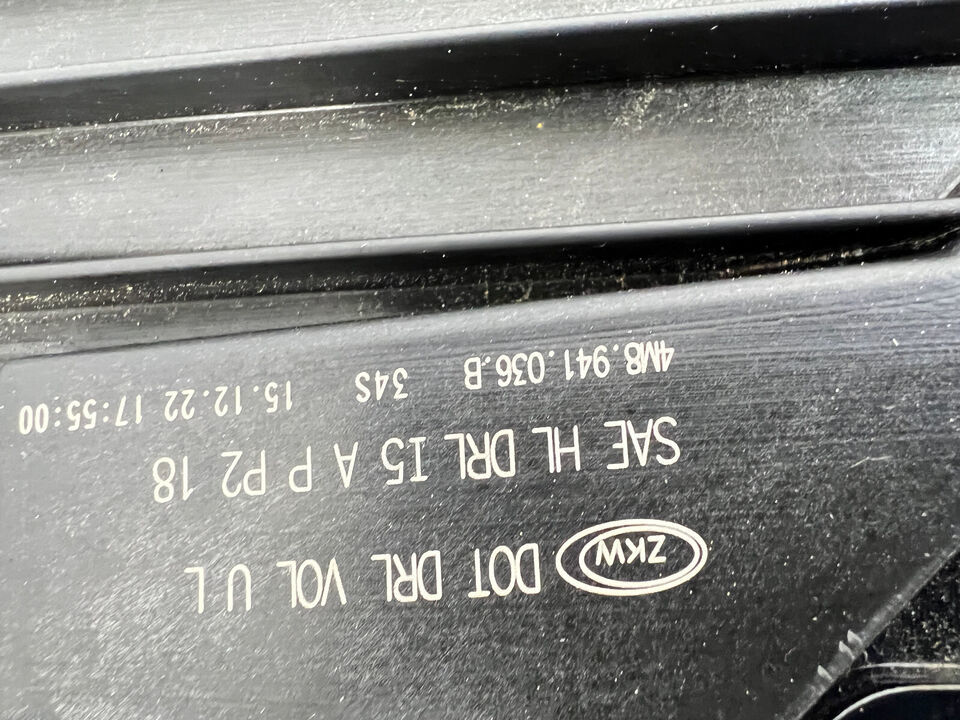 ZKW DOT DRL VOL U L
SAE HL DRL I5 A P P2 18
4M8.941.036.B 34S 15.12.22 17:55:00